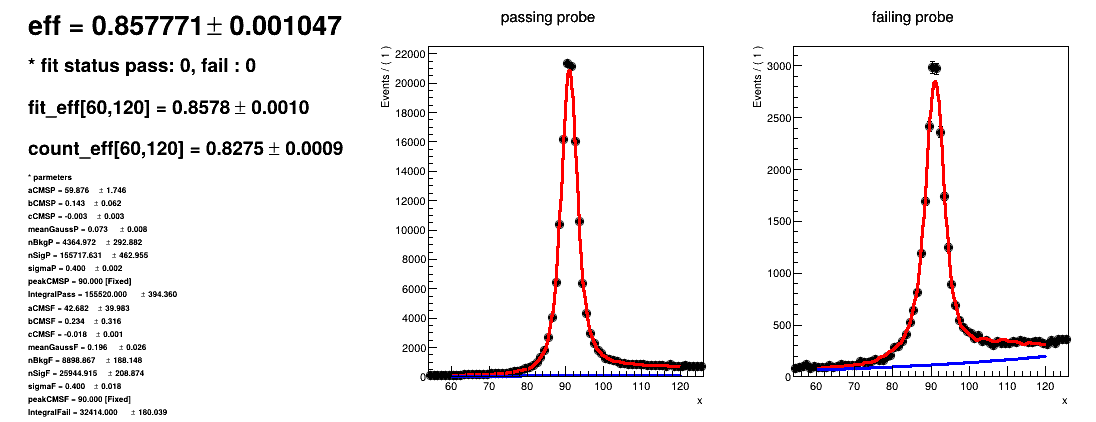 eff = 0.857771 ± 0.001047
* fit status pass: 0, fail : 0
fit_eff[60,120] = 0.8578 ± 0.0010
count_eff[60,120] = 0.8275 ± 0.0009
* parmeters
aCMSP = 59.876 ± 1.746
bCMSP = 0.143 ± 0.062
cCMSP = -0.003 ± 0.003
meanGaussP = 0.073 ± 0.008
nBkgP = 4364.972 ± 292.882
nSigP = 155717.631 ± 462.955
sigmaP = 0.400 ± 0.002
peakCMSP = 90.000 [Fixed]
IntegralPass = 155520.000 ± 394.360
aCMSF = 42.682 ± 39.983
bCMSF = 0.234 ± 0.316
cCMSF = -0.018 ± 0.001
meanGaussF = 0.196 ± 0.026
nBkgF = 8898.867 ± 188.148
nSigF = 25944.915 ± 208.874
sigmaF = 0.400 ± 0.018
peakCMSF = 90.000 [Fixed]
IntegralFail = 32414.000 ± 180.039
passing probe
Events / ( 1 )
22000
20000
18000
16000
14000
12000
10000
8000
6000
4000
2000
0
60 70 80 90 100 110 120
x
failing probe
Events / ( 1 )
3000
2500
2000
1500
1000
500
0
60 70 80 90 100 110 120
x